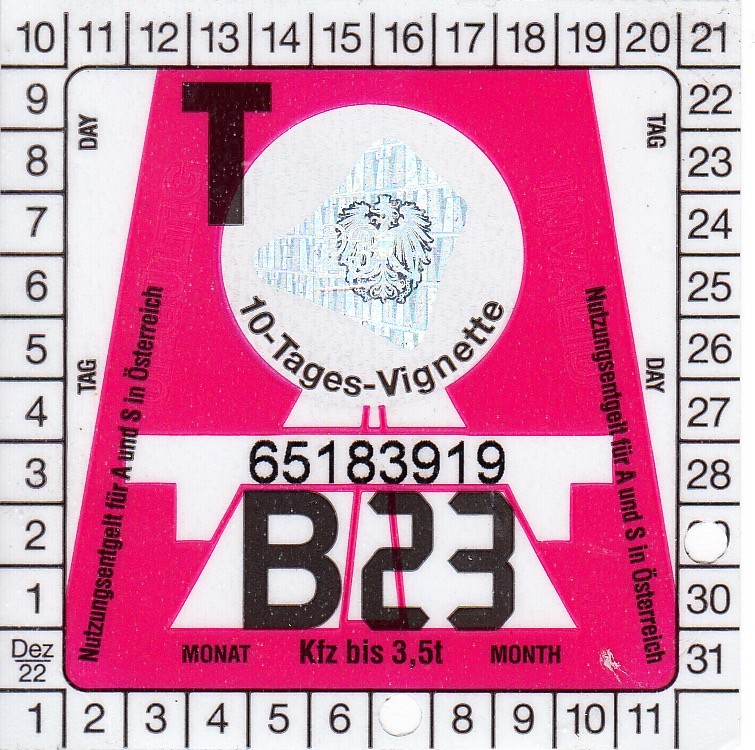 10 11 12 13 14 15 16 17 18 19 20 21
9 22
8 23
7 24
6 25
5 26
4 27
3 28
2
1 30
Dez
22
31
1 2 3 4 5 6 8 9 10 11
DAY
TAG
T
TAG
DAY
Nutzungsentgelt für A und S in Österreich
Nutzungsentgelt für A und S in Österreich
10-Tages-Vignette
65183919
B23
MONAT Kfz bis 3,5t MONTH